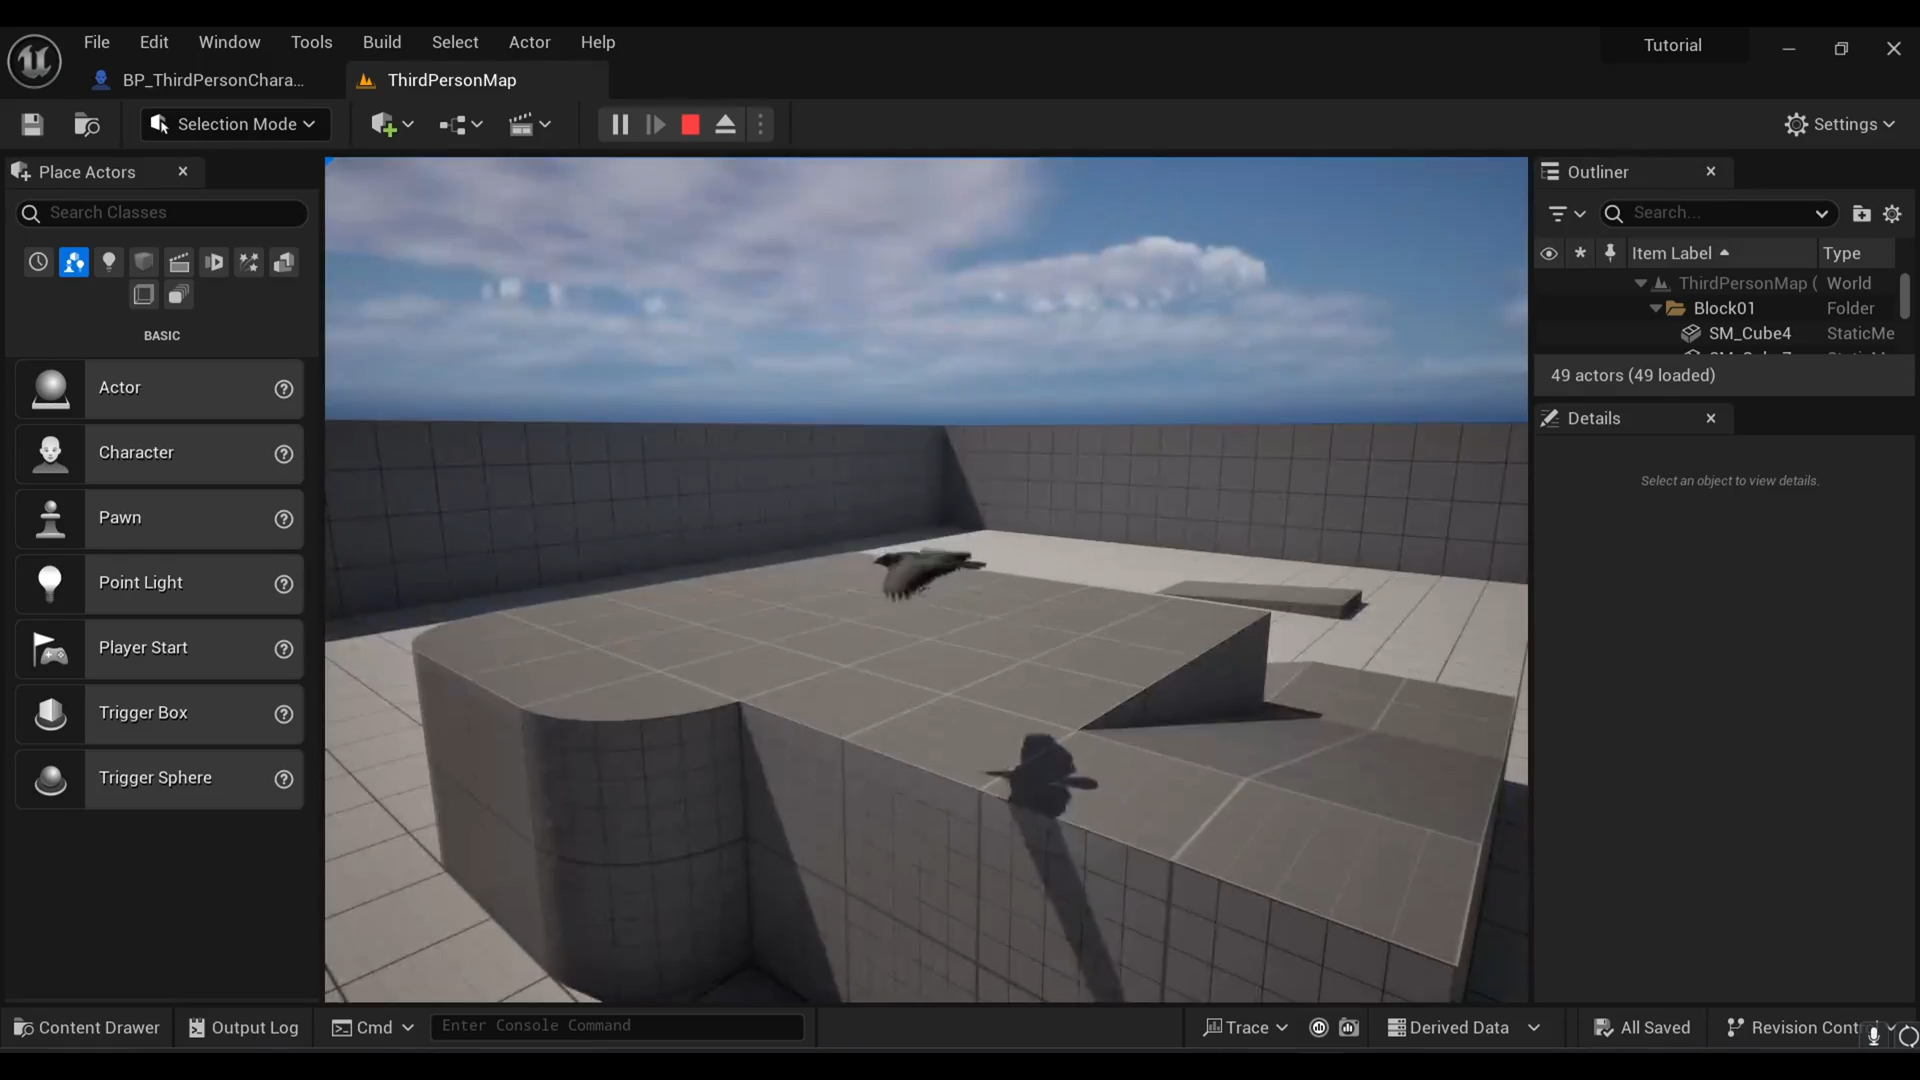 File Edit Window Tools Build Select Actor Help
Tutorial
BP_ThirdPersonChara...
ThirdPersonMap
Selection Mode
Settings
Place Actors
Search Classes
BASIC
Actor
Character
Pawn
Point Light
Player Start
Trigger Box
Trigger Sphere
Outliner
Search...
Item Label Type
ThirdPersonMap ( World
Block01 Folder
SM_Cube4 StaticMe
49 actors (49 loaded)
Details
Select an object to view details.
Content Drawer Output Log Cmd Enter Console Command Trace Derived Data All Saved Revision Contr